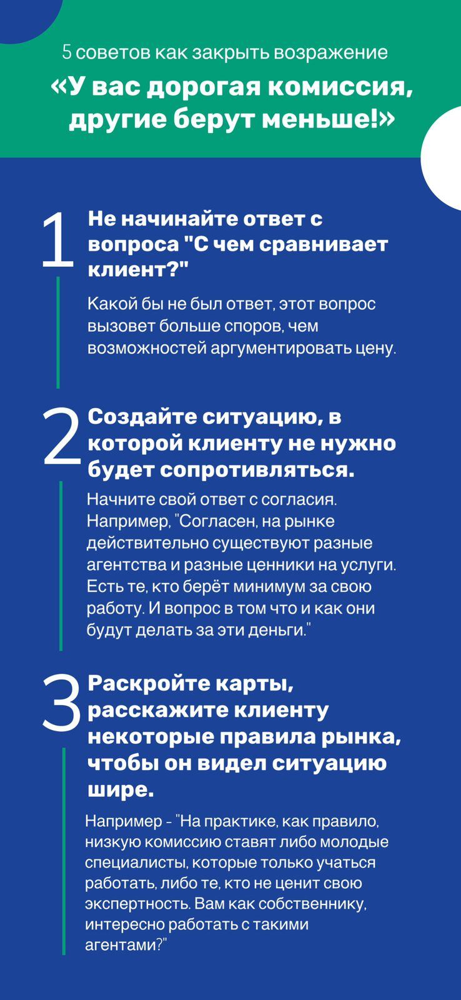 5 советов как закрыть возражение
«У вас дорогая комиссия,
другие берут меньше!»
1
Не начинайте ответ с
вопроса "С чем сравнивает
клиент?"
Какой бы не был ответ, этот вопрос
вызовет больше споров, чем
возможностей аргументировать цену.
2
Создайте ситуацию, в
которой клиенту не нужно
будет сопротивляться.
Начните свой ответ с согласия.
Например, "Согласен, на рынке
действительно существуют разные
агентства и разные ценники на услуги.
Есть те, кто берёт минимум за свою
работу. И вопрос в том что и как они
будут делать за эти деньги."
3
Раскройте карты,
расскажите клиенту
некоторые правила рынка,
чтобы он видел ситуацию
шире.
Например - "На практике, как правило,
низкую комиссию ставят либо молодые
специалисты, которые только учаться
работать, либо те, кто не ценит свою
экспертность. Вам как собственнику,
интересно работать с такими
агентами?"